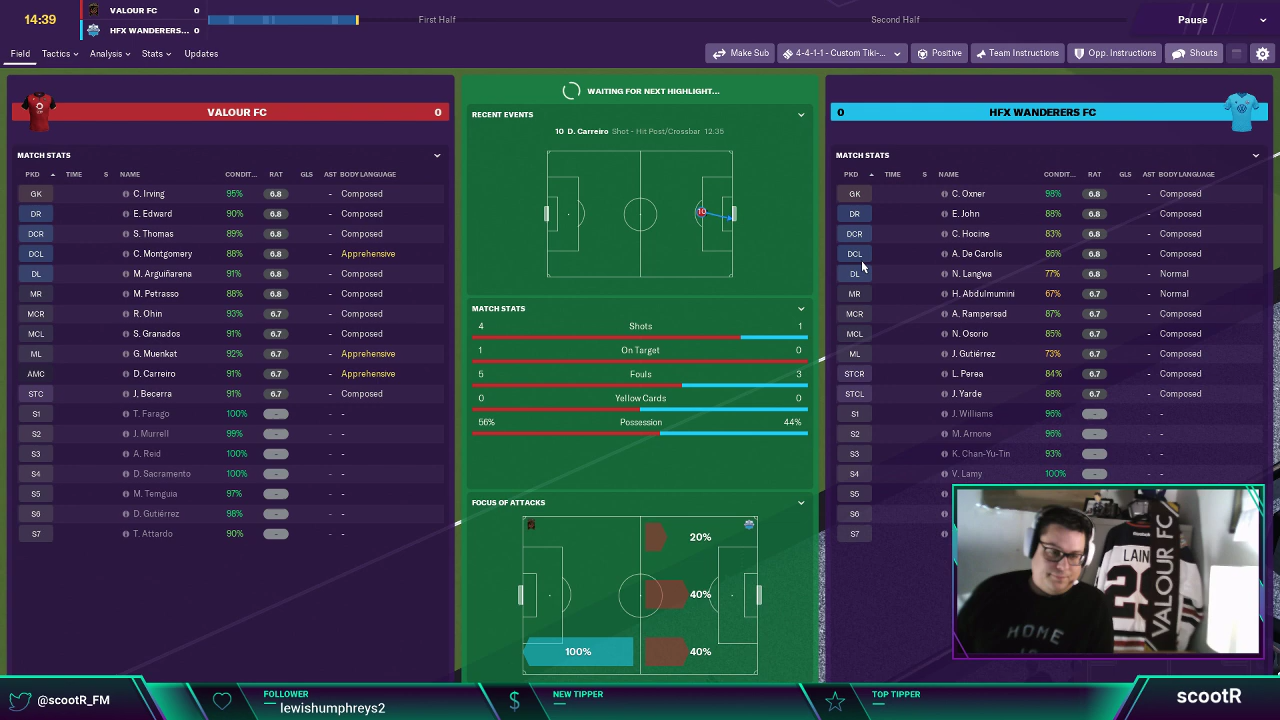 14:39
VALOUR FC 0
HFX WANDERERS... 0
First Half
Second Half
Pause
Field Tactics Analysis Stats Updates
Make Sub 4-4-1-1 - Custom Tiki-... Positive Team Instructions Opp. Instructions Shouts
VALOUR FC 0
MATCH STATS
PKD TIME S NAME CONDIT... RAT GLS AST BODY LANGUAGE
GK C. Irving 95% 6.8 - Composed
DR E. Edward 90% 6.8 - Composed
DCR S. Thomas 89% 6.8 - Composed
DCL C. Montgomery 88% 6.8 - Apprehensive
DL M. Arguiñarena 91% 6.8 - Composed
MR M. Petrasso 88% 6.8 - Composed
MCR R. Ohin 93% 6.7 - Composed
MCL S. Granados 91% 6.7 - Composed
ML G. Muenkat 92% 6.7 - Apprehensive
AMC D. Carreiro 91% 6.7 - Apprehensive
STC J. Becerra 91% 6.7 - Composed
S1 T. Farago 100% - - -
S2 J. Murrell 99% - - -
S3 A. Reid 100% - - -
S4 D. Sacramento 100% - - -
S5 M. Temguia 97% - - -
S6 D. Gutiérrez 98% - - -
S7 T. Attardo 90% - - -
WAITING FOR NEXT HIGHLIGHT...
RECENT EVENTS
10 D. Carreiro Shot - Hit Post/Crossbar 12:35
10
MATCH STATS
4 Shots 1
1 On Target 0
5 Fouls 3
0 Yellow Cards 0
56% Possession 44%
FOCUS OF ATTACKS
20%
40%
100% 40%
0 HFX WANDERERS FC
MATCH STATS
PKD TIME S NAME CONDIT... RAT GLS AST BODY LANGUAGE
GK C. Oxner 98% 6.8 - Composed
DR E. John 88% 6.8 - Composed
DCR C. Hocine 83% 6.8 - Composed
DCL A. De Carolis 86% 6.8 - Composed
DL N. Langwa 77% 6.8 - Normal
MR H. Abdulmumini 67% 6.8 - Normal
MCR A. Rampersad 87% 6.7 - Composed
MCL N. Osorio 85% 6.7 - Composed
ML J. Gutiérrez 73% 6.7 - Composed
STCR L. Perea 84% 6.7 - Composed
STCL J. Yarde 88% 6.7 - Composed
S1 J. Williams 96% - - -
S2 M. Arnone 96% - - -
S3 K. Chan-Yu-Tin 93% - - -
S4 V. Lamy 100% - - -
S5
S6
S7
LAIN
VALOUR FC
HOME
@scootR_FM
FOLLOWER
lewishumphreys2
NEW TIPPER
TOP TIPPER
scootR